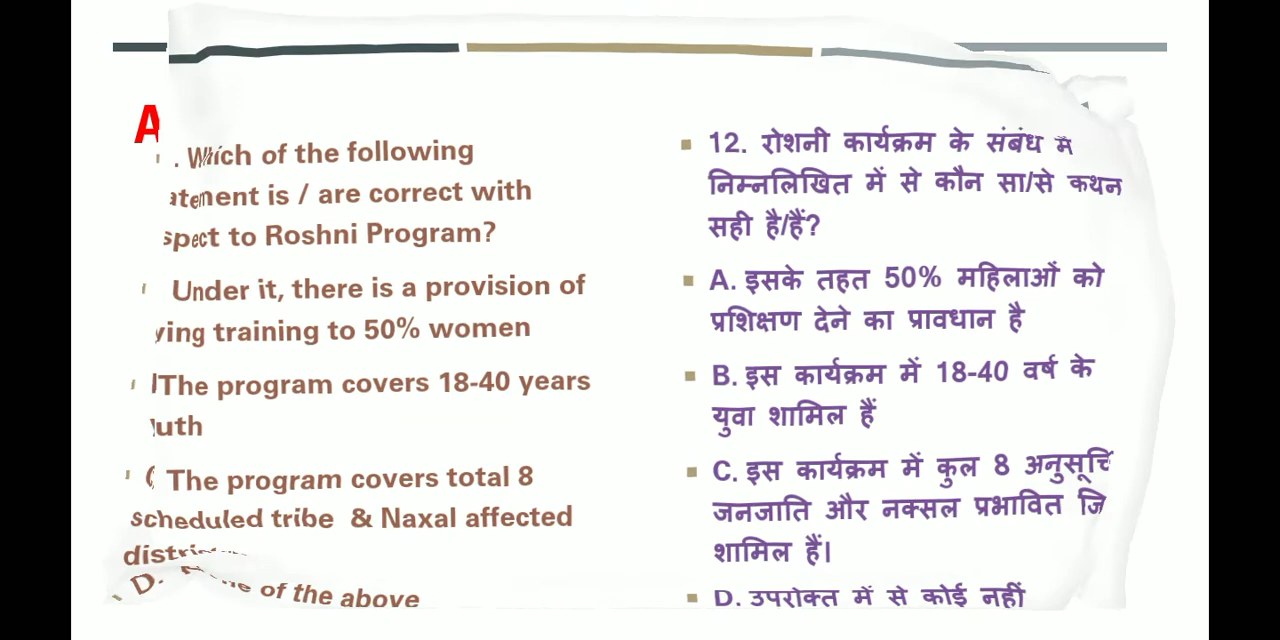 A
. Which of the following
atement is / are correct with
spect to Roshni Program?
Under it, there is a provision of
ving training to 50% women
The program covers 18-40 years
uth
The program covers total 8
scheduled tribe & Naxal affected
D. of the above
12. रोशनी कार्यक्रम के संबंध में
निम्नलिखित में से कौन सा/से कथन
सही है/हैं?
A. इसके तहत 50% महिलाओं को
प्रशिक्षण देने का प्रावधान है
B. इस कार्यक्रम में 18-40 वर्ष के
युवा शामिल हैं
C. इस कार्यक्रम में कुल 8 अनुसूचि
जनजाति और नक्सल प्रभावित जि
शामिल हैं।
D. उपरोक्त में से कोई नहीं